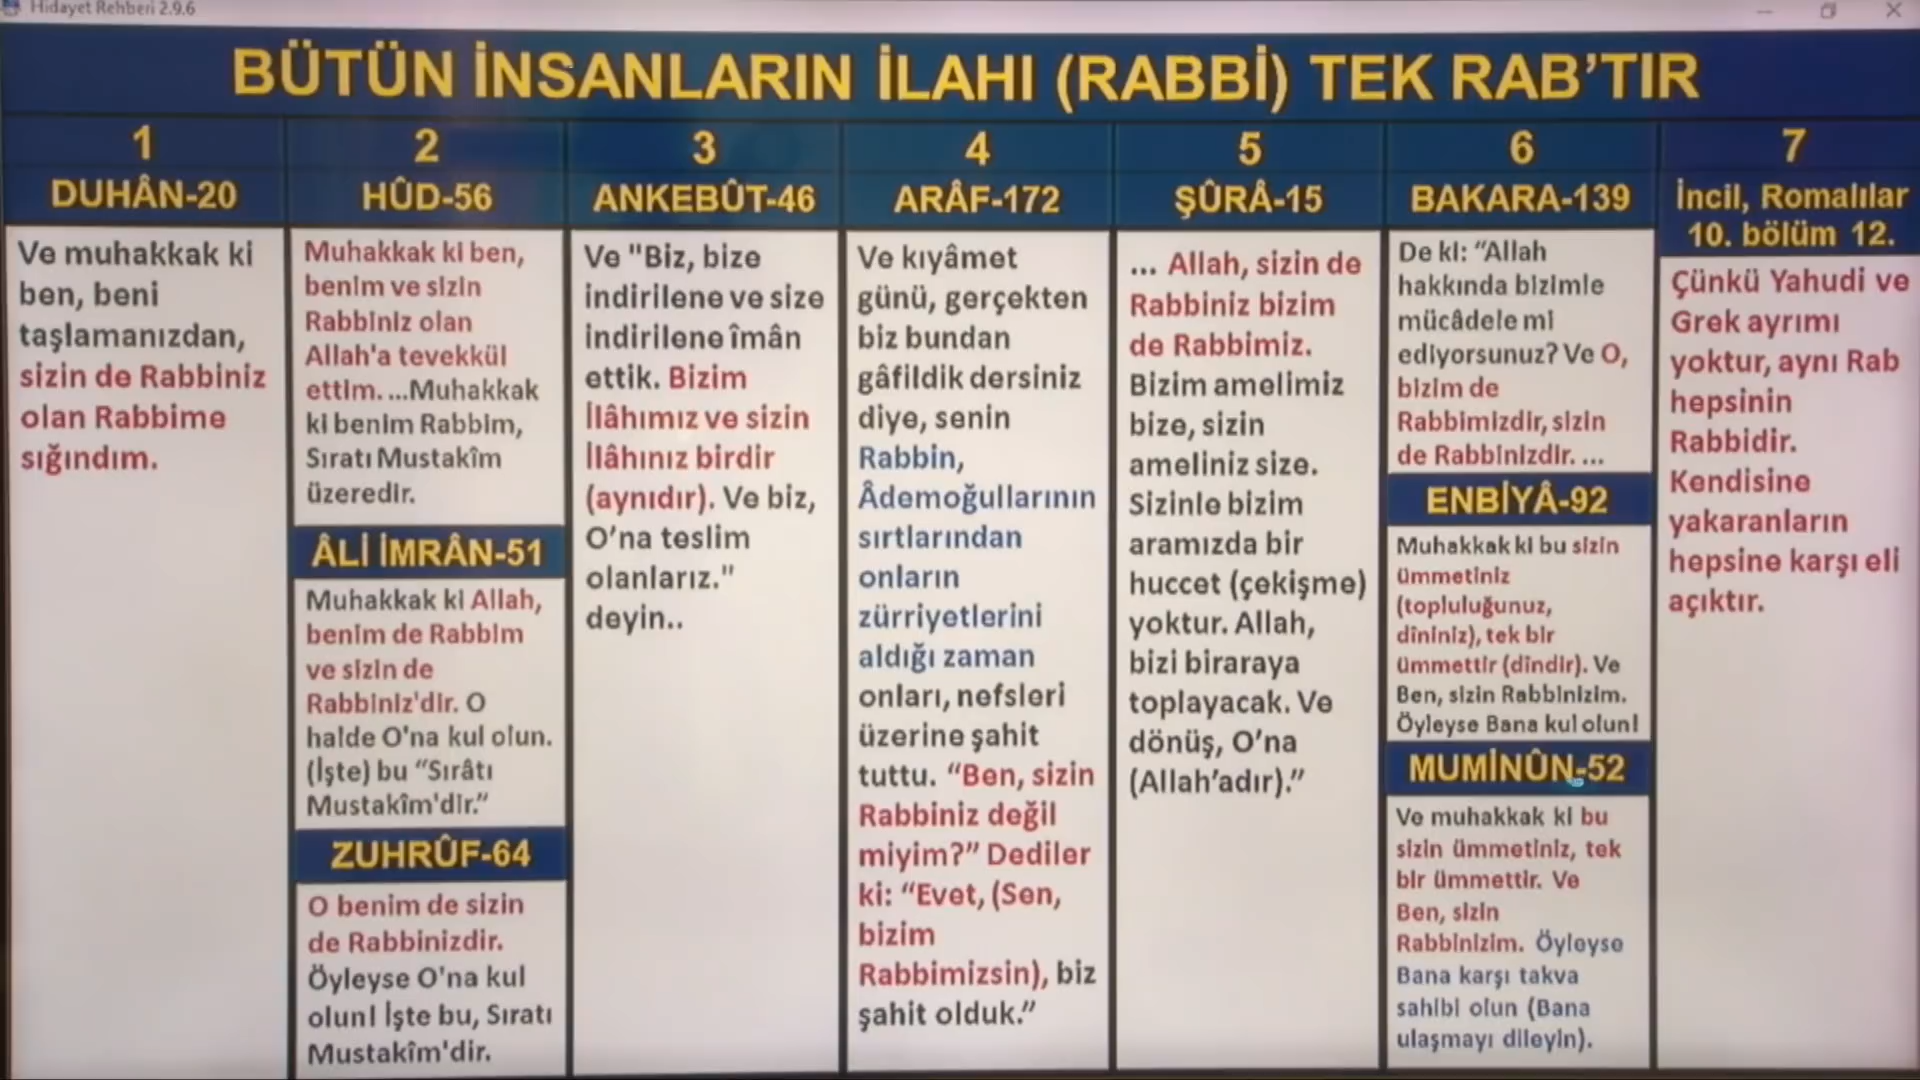 Hidayet Rehberi 2.9.6
BÜTÜN İNSANLARIN İLAHI (RABBİ) TEK RAB’TIR
1
DUHÂN-20
Ve muhakkak ki
ben, beni
taşlamanızdan,
sizin de Rabbiniz
olan Rabbime
sığındım.
2
HÛD-56
Muhakkak ki ben,
benim ve sizin
Rabbiniz olan
Allah'a tevekkül
ettim. ...Muhakkak
ki benim Rabbim,
Sıratı Mustakîm
üzeredir.
ÂLİ İMRÂN-51
Muhakkak ki Allah,
benim de Rabbim
ve sizin de
Rabbiniz'dir. O
halde O'na kul olun.
(İşte) bu “Sırâtı
Mustakîm'dir.”
ZUHRÛF-64
O benim de sizin
de Rabbinizdir.
Öyleyse O'na kul
olun! İşte bu, Sıratı
Mustakîm'dir.
3
ANKEBÛT-46
Ve "Biz, bize
indirilene ve size
indirilene îmân
ettik. Bizim
İlâhımız ve sizin
İlâhınız birdir
(aynıdır). Ve biz,
O’na teslim
olanlarız."
deyin..
4
ARÂF-172
Ve kıyâmet
günü, gerçekten
biz bundan
gâfildik dersiniz
diye, senin
Rabbin,
Âdemoğullarının
sırtlarından
onların
zürriyetlerini
aldığı zaman
onları, nefsleri
üzerine şahit
tuttu. “Ben, sizin
Rabbiniz değil
miyim?” Dediler
ki: “Evet, (Sen,
bizim
Rabbimizsin), biz
şahit olduk.”
5
ŞÛRÂ-15
... Allah, sizin de
Rabbiniz bizim
de Rabbimiz.
Bizim amelimiz
bize, sizin
ameliniz size.
Sizinle bizim
aramızda bir
huccet (çekişme)
yoktur. Allah,
bizi biraraya
toplayacak. Ve
dönüş, O’na
(Allah’adır).”
6
BAKARA-139
De ki: “Allah
hakkında bizimle
mücâdele mi
ediyorsunuz? Ve O,
bizim de
Rabbimizdir, sizin
de Rabbinizdir. ...
ENBİYÂ-92
Muhakkak ki bu sizin
ümmetiniz
(topluluğunuz,
dîniniz), tek bir
ümmettir (dîndir). Ve
Ben, sizin Rabbinizim.
Öyleyse Bana kul olun!
MUMİNÛN-52
Ve muhakkak ki bu
sizin ümmetiniz, tek
bir ümmettir. Ve
Ben, sizin
Rabbinizim. Öyleyse
Bana karşı takva
sahibi olun (Bana
ulaşmayı dileyin).
7
İncil, Romalılar
10. bölüm 12.
Çünkü Yahudi ve
Grek ayrımı
yoktur, aynı Rab
hepsinin
Rabbidir.
Kendisine
yakaranların
hepsine karşı eli
açıktır.